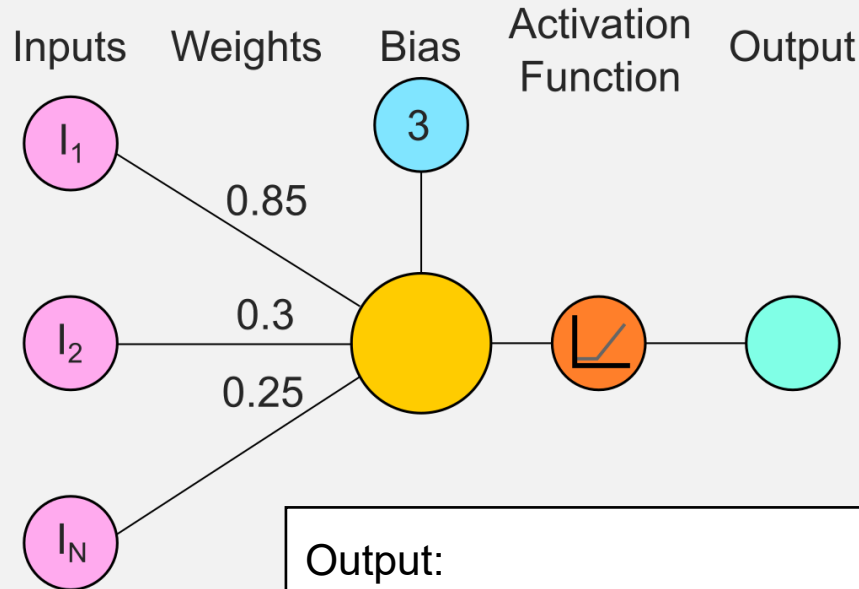 Inputs Weights Bias Activation Function Output
I₁
3
0.85
I₂
0.3
0.25
Iₙ
Output: